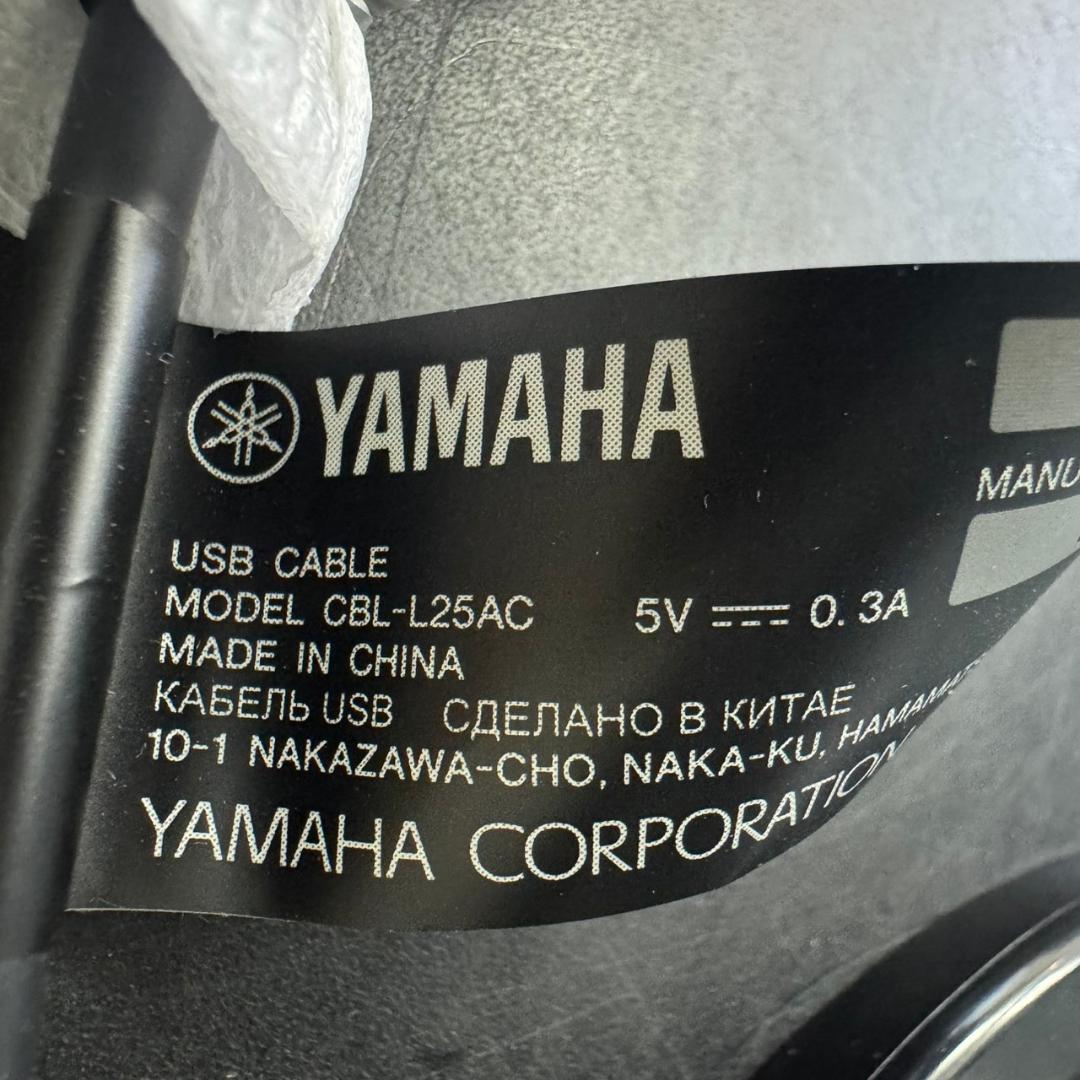 YAMAHA
USB CABLE
MODEL CBL-L25AC 5V 0.3A
MADE IN CHINA
КАБЕЛЬ USB СДЕЛАНО В КИТАЕ
10-1 NAKAZAWA-CHO, NAKA-KU,
YAMAHA CORPORATION
MANU